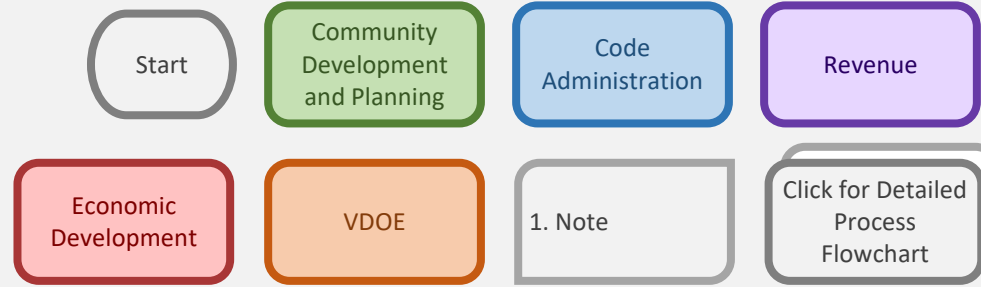 Start
Community
Development
and Planning
Code
Administration
Revenue
Economic
Development
VDOE
1. Note
Click for Detailed
Process
Flowchart